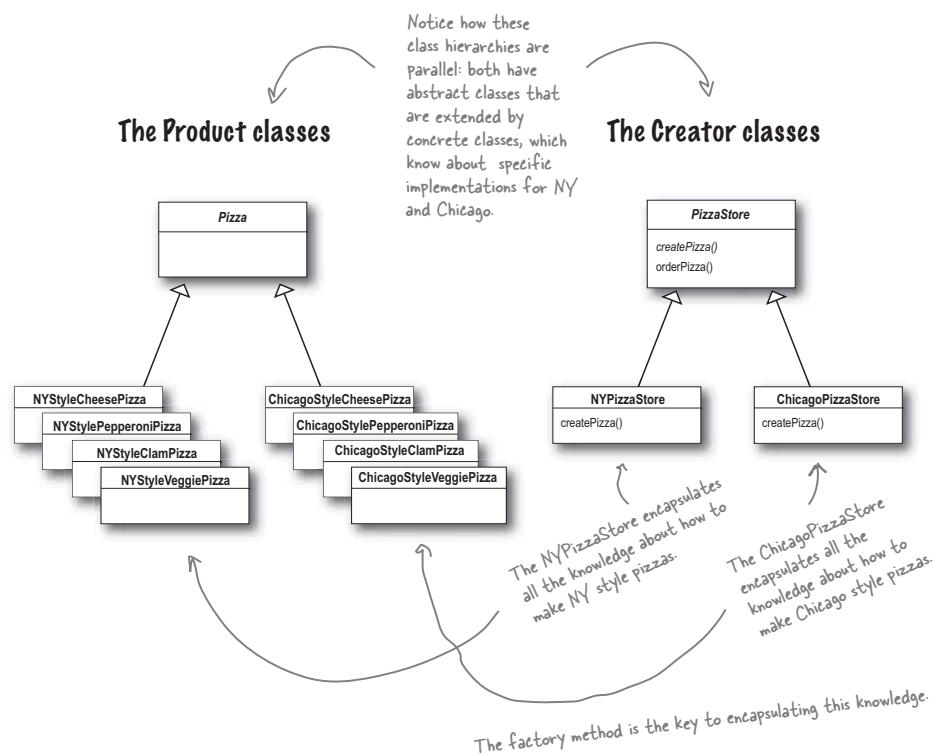 Notice how these
class hierarchies are
parallel: both have
abstract classes that
are extended by
concrete classes, which
know about specific
implementations for NY
and Chicago.
The Product classes
The Creator classes
Pizza
PizzaStore
createPizza()
orderPizza()
NYStyleCheesePizza
NYStylePepperoniPizza
NYStyleClamPizza
NYStyleVeggiePizza
ChicagoStyleCheesePizza
ChicagoStylePepperoniPizza
ChicagoStyleClamPizza
ChicagoStyleVeggiePizza
NYPizzaStore
createPizza()
ChicagoPizzaStore
createPizza()
The NYPizzaStore encapsulates
all the knowledge about how to
make NY style pizzas.
The ChicagoPizzaStore
encapsulates all the
knowledge about how to
make Chicago style pizzas.
The factory method is the key to encapsulating this knowledge.